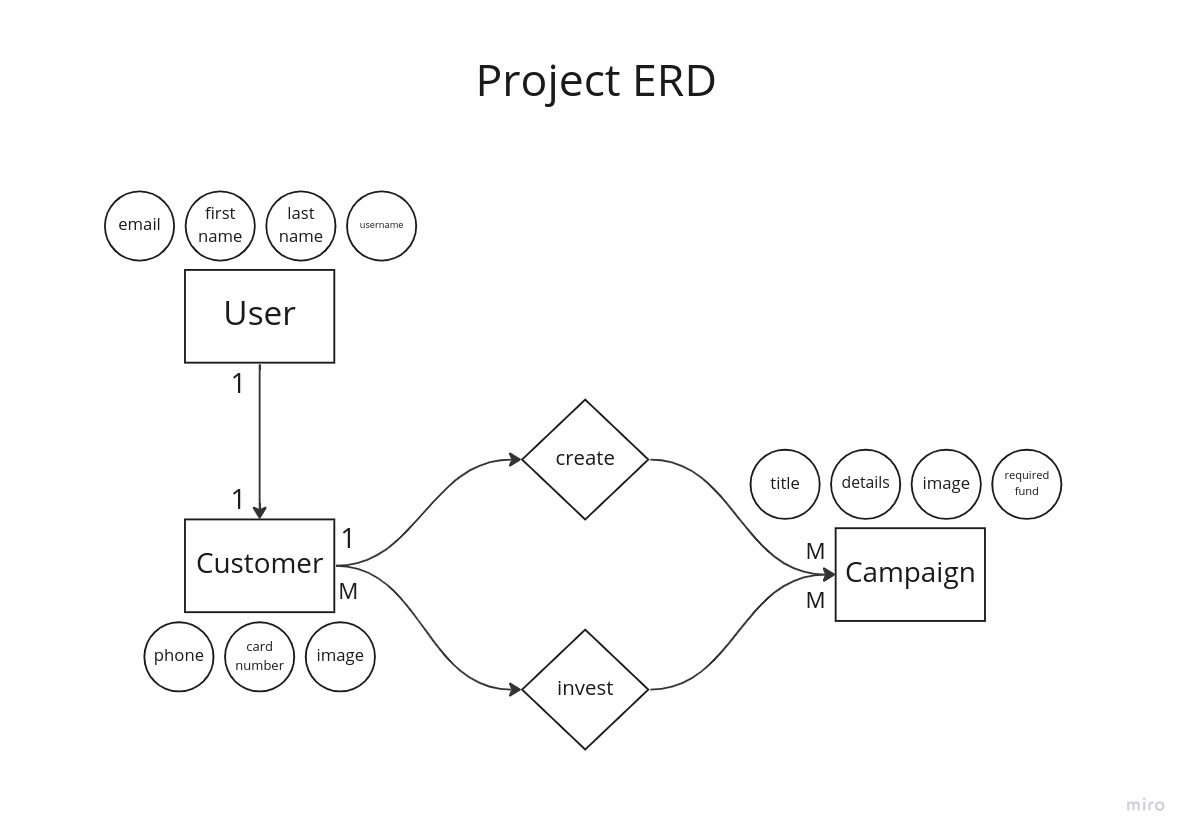 Project ERD
email
first
name
last
name
username
User
1
1
Customer
1
M
phone
card
number
image
create
invest
title
details
image
required
fund
M
M
Campaign
miro